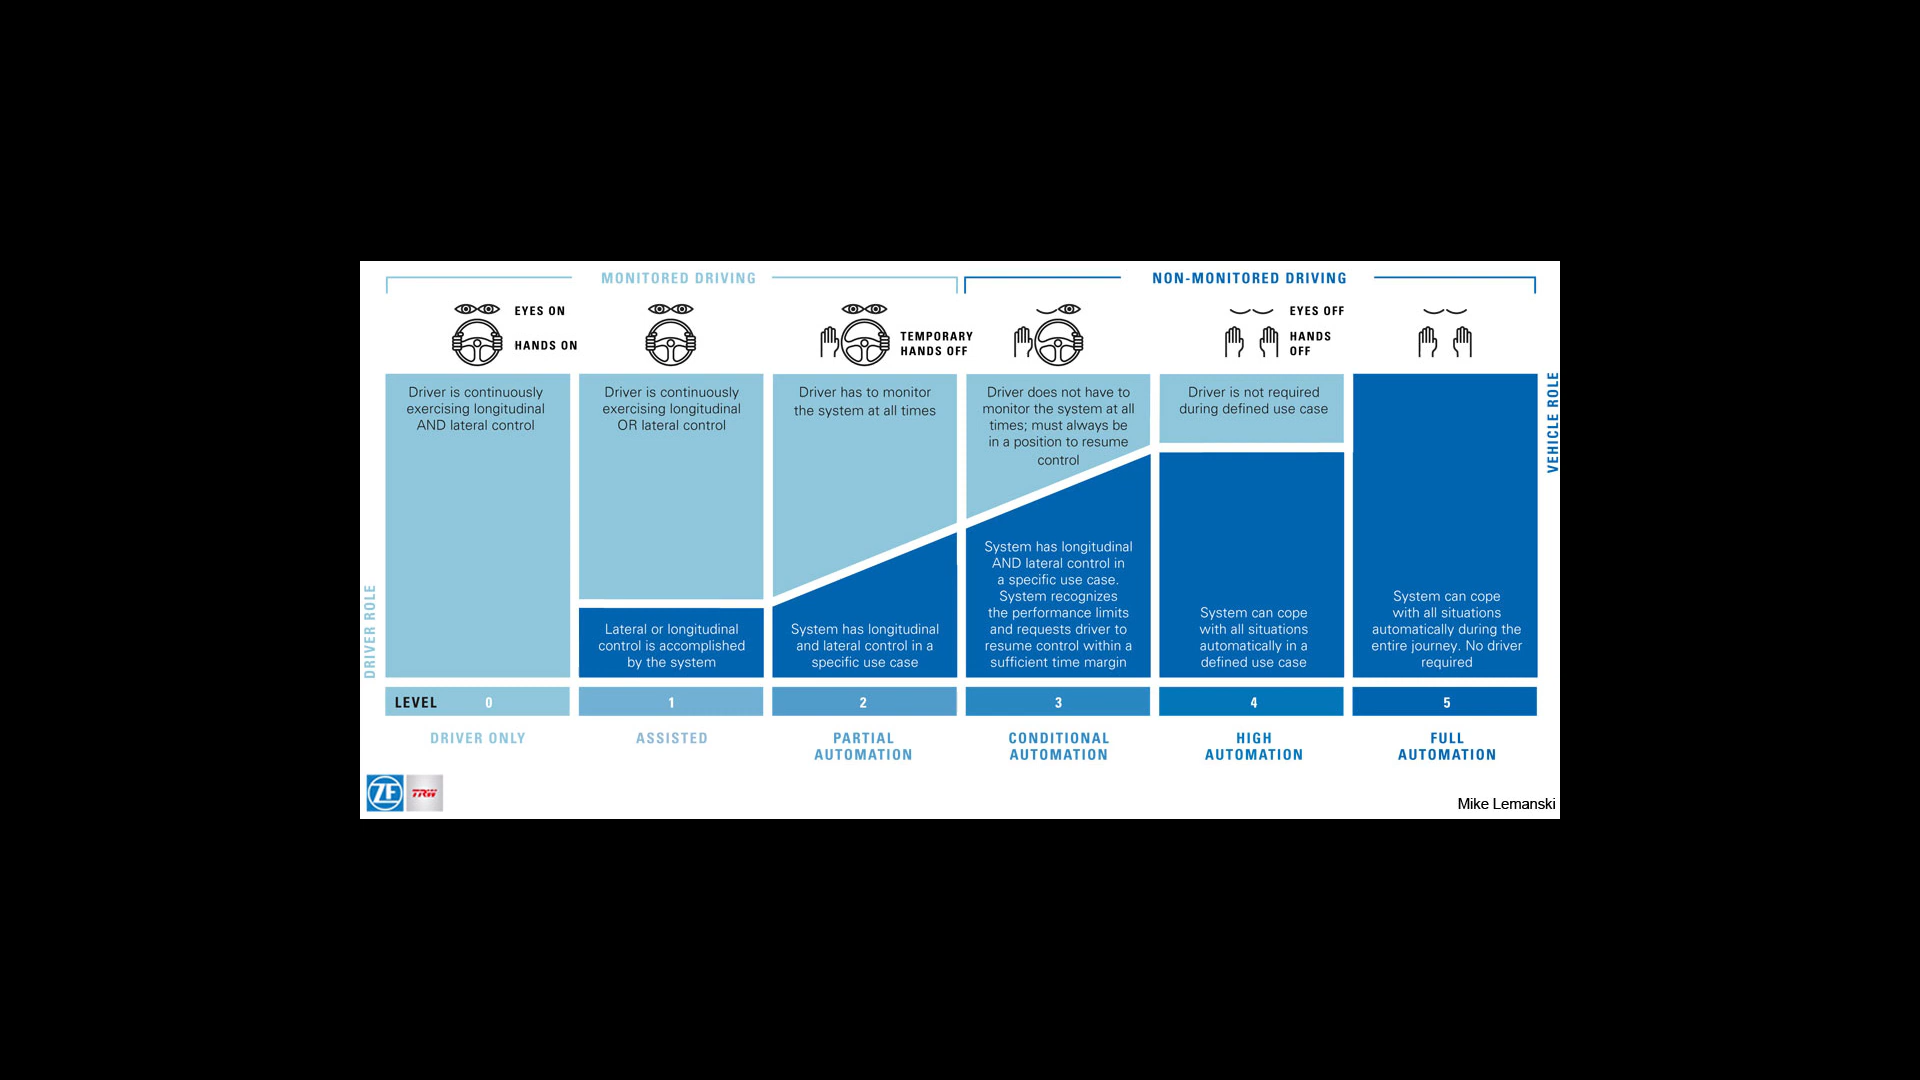 MONITORED DRIVING
NON-MONITORED DRIVING
EYES ON
HANDS ON
TEMPORARY
HANDS OFF
EYES OFF
HANDS
OFF
Driver is continuously
exercising longitudinal
AND lateral control
Driver is continuously
exercising longitudinal
OR lateral control
Driver has to monitor
the system at all times
Driver does not have to
monitor the system at all
times; must always be
in a position to resume
control
Driver is not required
during defined use case
VEHICLE ROLE
DRIVER ROLE
Lateral or longitudinal
control is accomplished
by the system
System has longitudinal
and lateral control in a
specific use case
System has longitudinal
AND lateral control in
a specific use case.
System recognizes
the performance limits
and requests driver to
resume control within a
sufficient time margin
System can cope
with all situations
automatically in a
defined use case
System can cope
with all situations
automatically during the
entire journey. No driver
required
LEVEL 0 1 2 3 4 5
DRIVER ONLY
ASSISTED
PARTIAL
AUTOMATION
CONDITIONAL
AUTOMATION
HIGH
AUTOMATION
FULL
AUTOMATION
ZF TRW
Mike Lemanski